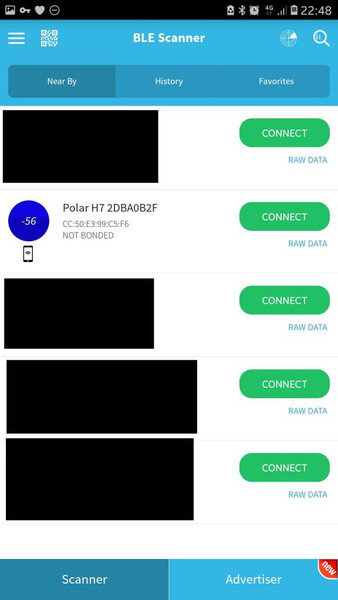 4G
22:48
BLE Scanner
Near By
History
Favorites
CONNECT
RAW DATA
-56
Polar H7 2DBA0B2F
CC:50:E3:99:C5:F6
NOT BONDED
CONNECT
RAW DATA
CONNECT
RAW DATA
CONNECT
RAW DATA
CONNECT
RAW DATA
Scanner
Advertiser
new